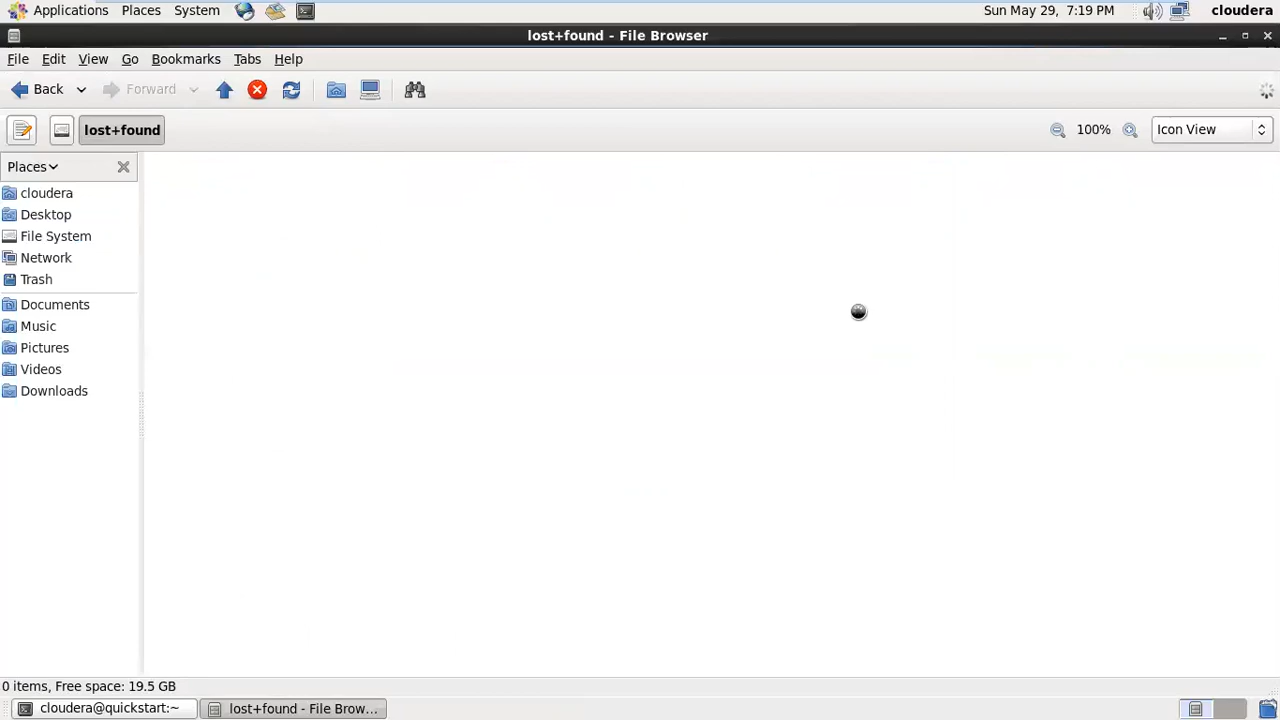 Applications Places System Sun May 29, 7:19 PM cloudera
lost+found - File Browser
File Edit View Go Bookmarks Tabs Help
Back Forward
lost+found 100% Icon View
Places
cloudera
Desktop
File System
Network
Trash
Documents
Music
Pictures
Videos
Downloads
0 items, Free space: 19.5 GB
cloudera@quickstart:~ lost+found - File Brow...